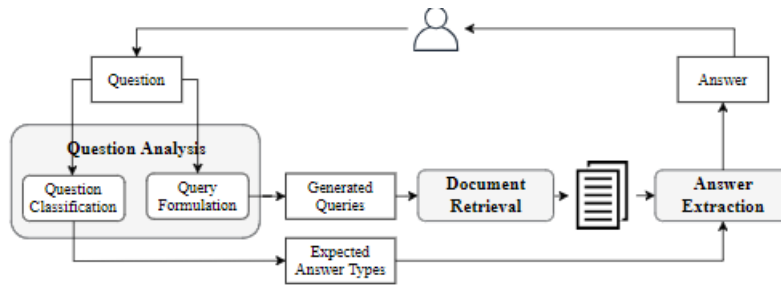 Question
Answer
Question Analysis
Question
Classification
Query
Formulation
Generated
Queries
Document
Retrieval
Answer
Extraction
Expected
Answer Types